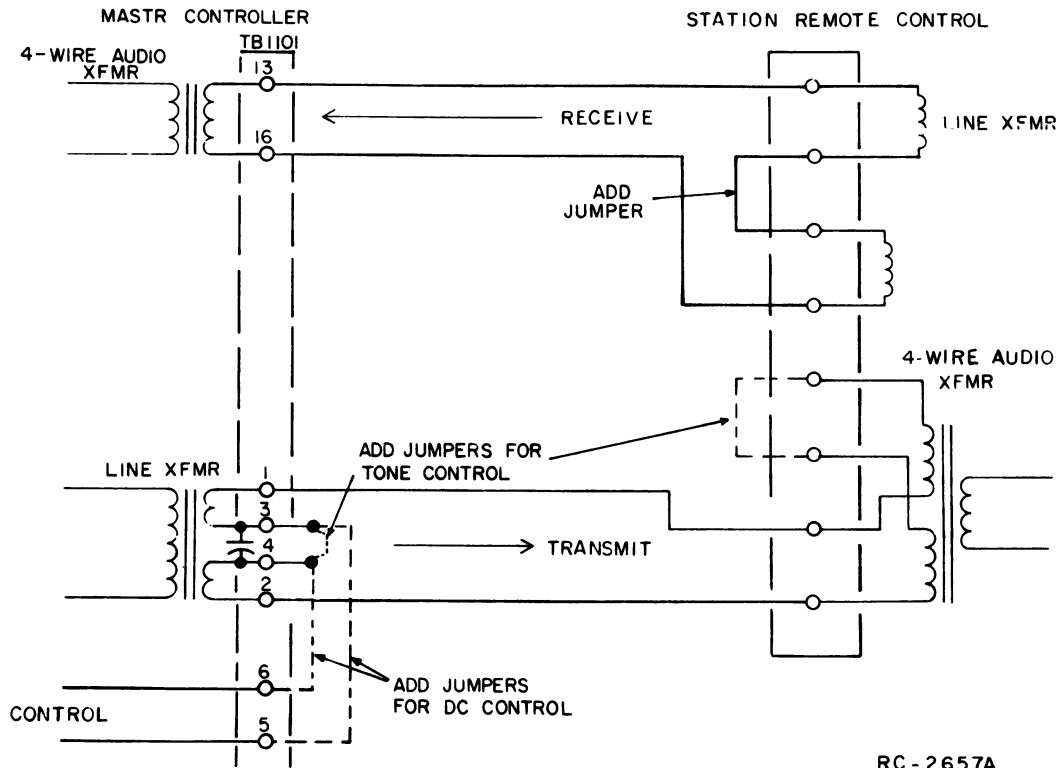 MASTR CONTROLLER
STATION REMOTE CONTROL
TB1101
4-WIRE AUDIO
XFMR
13
RECEIVE
LINE XFMR
16
ADD
JUMPER
4-WIRE AUDIO
XFMR
ADD JUMPERS FOR
TONE CONTROL
LINE XFMR
1
3
4
TRANSMIT
2
6
ADD JUMPERS
FOR DC CONTROL
CONTROL
5
RC-2657A